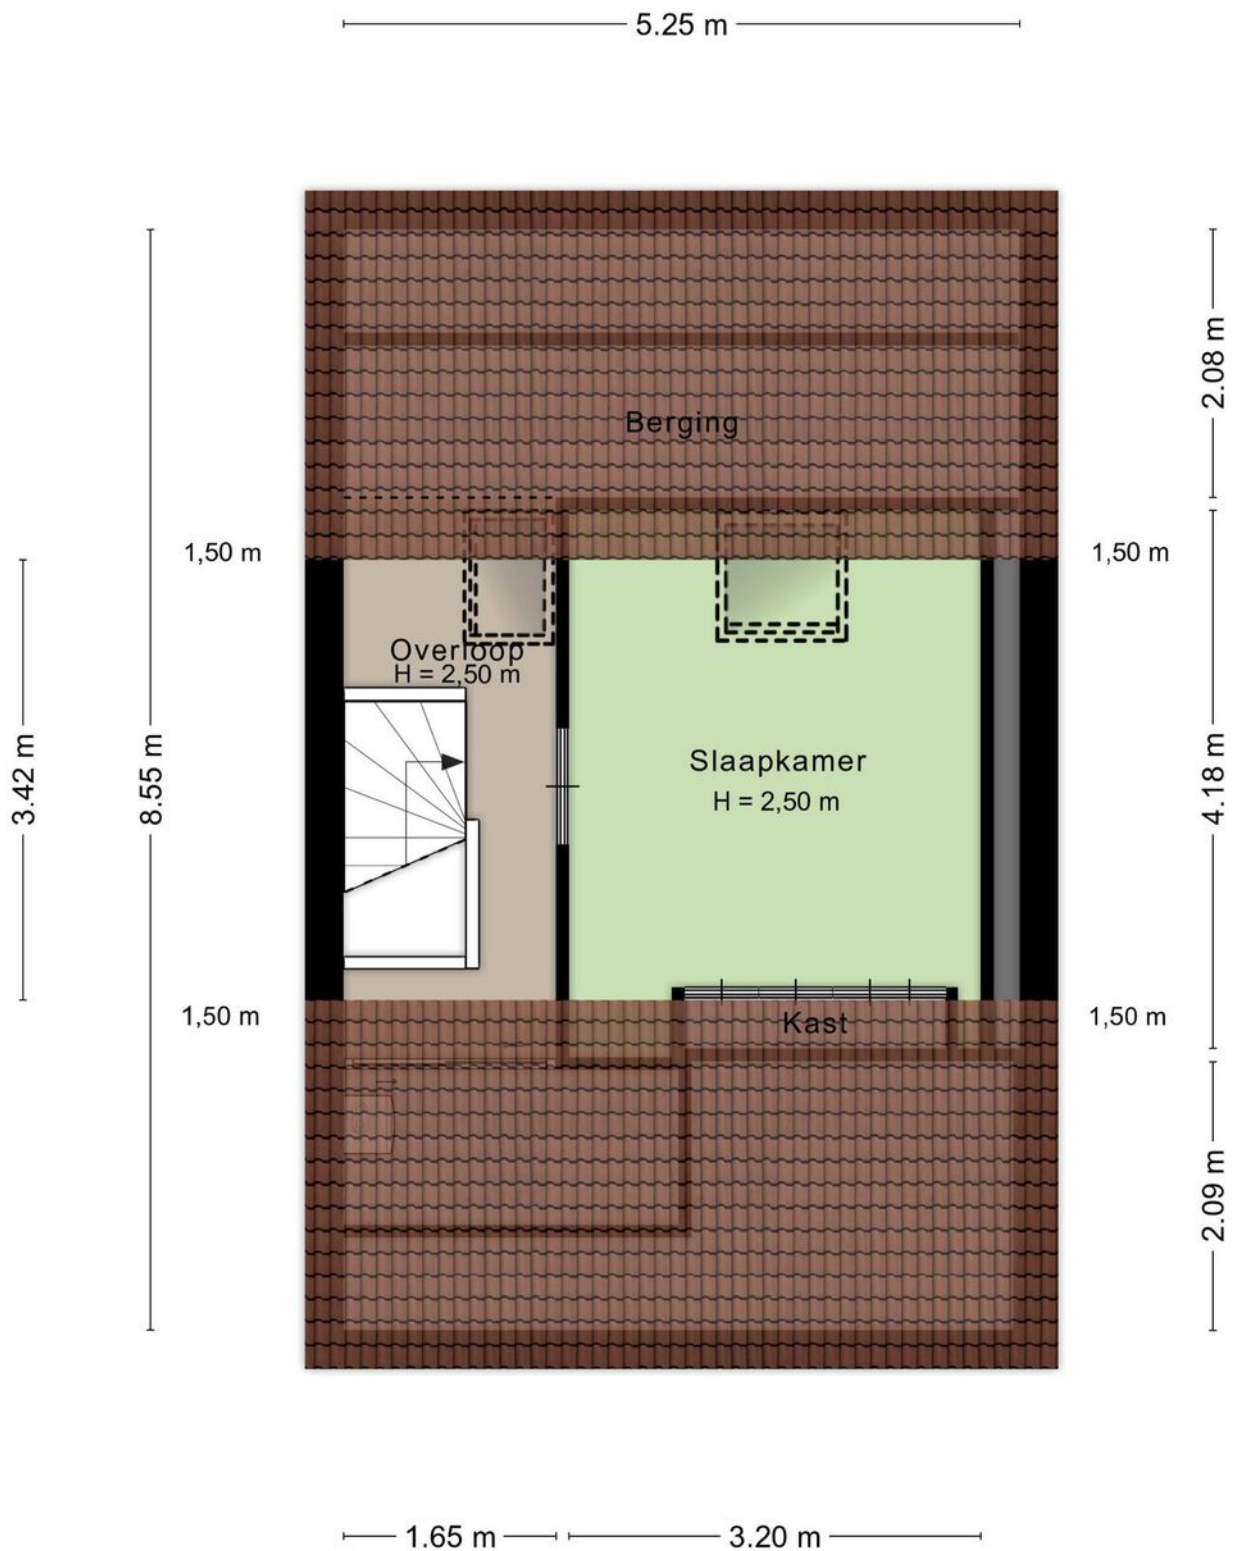 5.25 m
2.08 m
Berging
1,50 m
1,50 m
Overloop
H = 2,50 m
3.42 m
8.55 m
Slaapkamer
H = 2,50 m
4.18 m
1,50 m
Kast
1,50 m
2.09 m
1.65 m
3.20 m